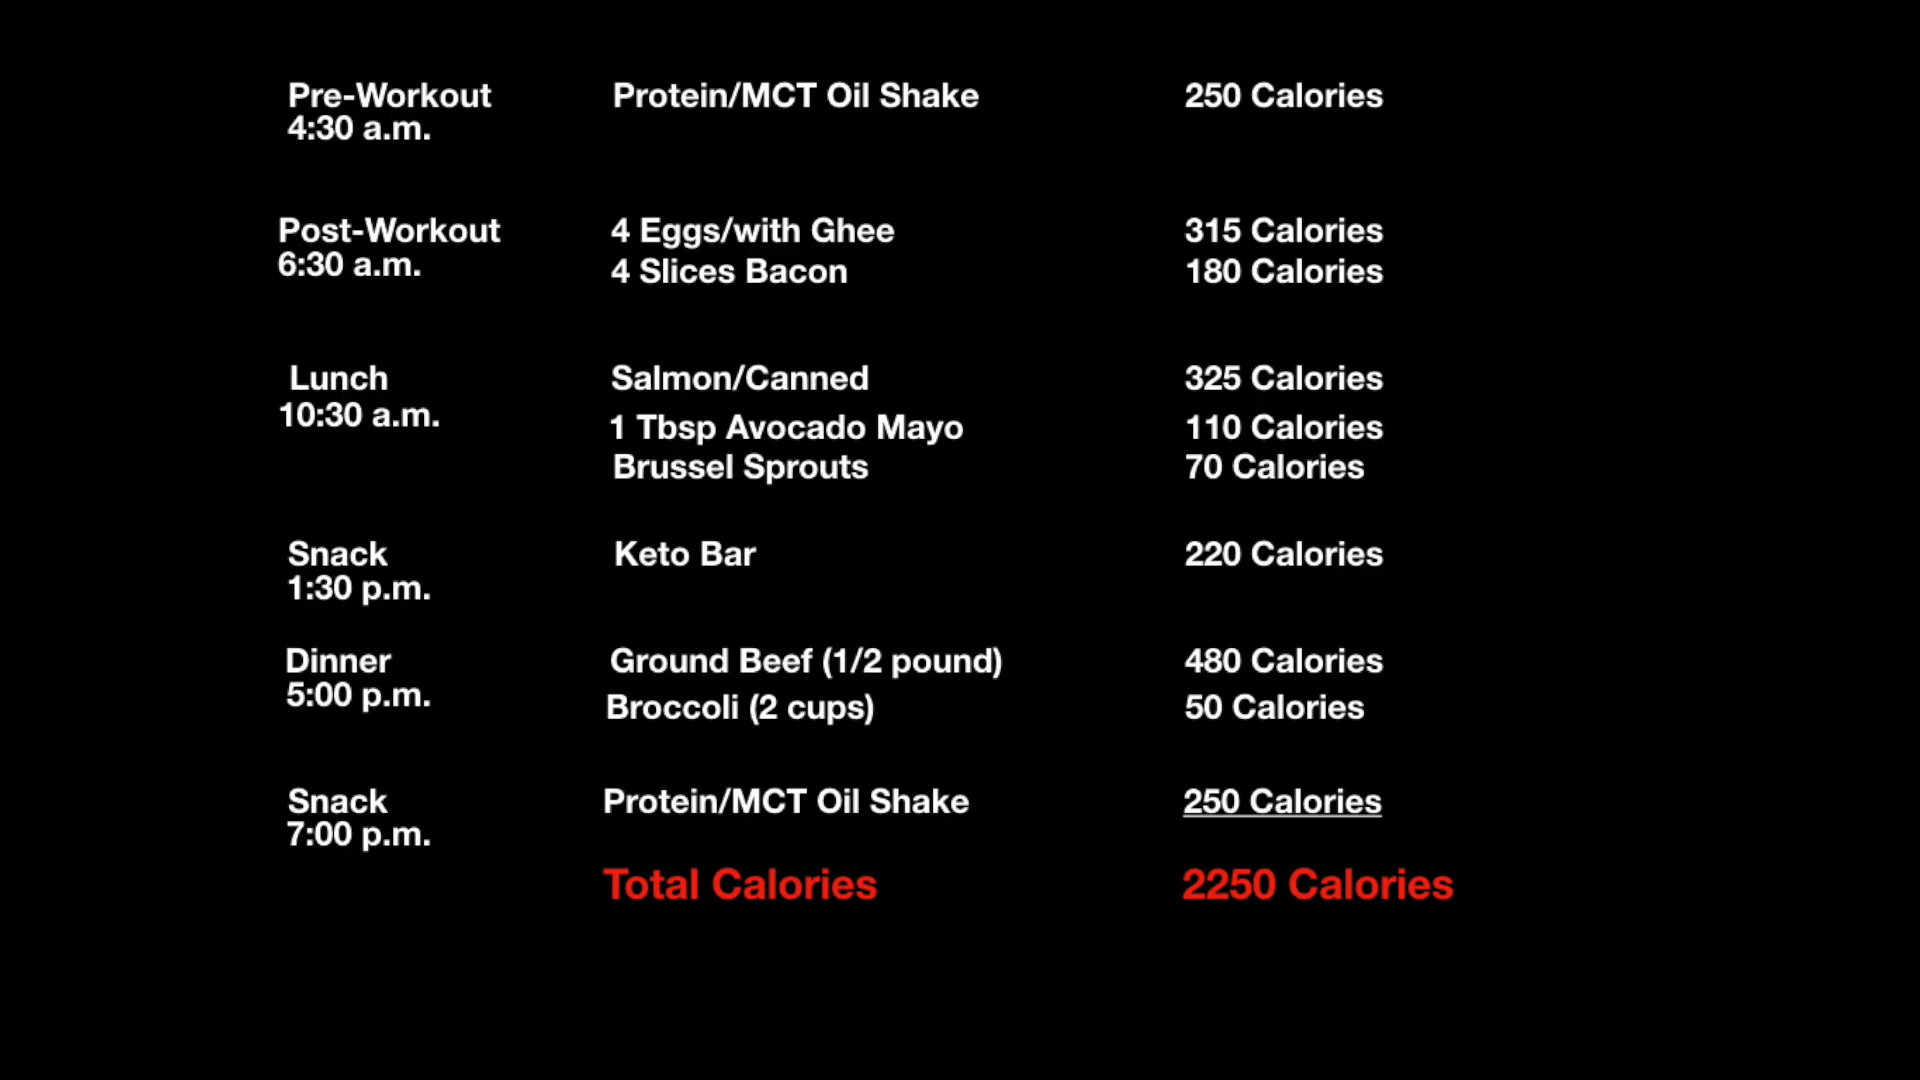 Pre-Workout Protein/MCT Oil Shake 250 Calories
4:30 a.m.
Post-Workout 4 Eggs/with Ghee 315 Calories
6:30 a.m. 4 Slices Bacon 180 Calories
Lunch Salmon/Canned 325 Calories
10:30 a.m. 1 Tbsp Avocado Mayo 110 Calories
Brussel Sprouts 70 Calories
Snack Keto Bar 220 Calories
1:30 p.m.
Dinner Ground Beef (1/2 pound) 480 Calories
5:00 p.m. Broccoli (2 cups) 50 Calories
Snack Protein/MCT Oil Shake 250 Calories
7:00 p.m.
Total Calories 2250 Calories